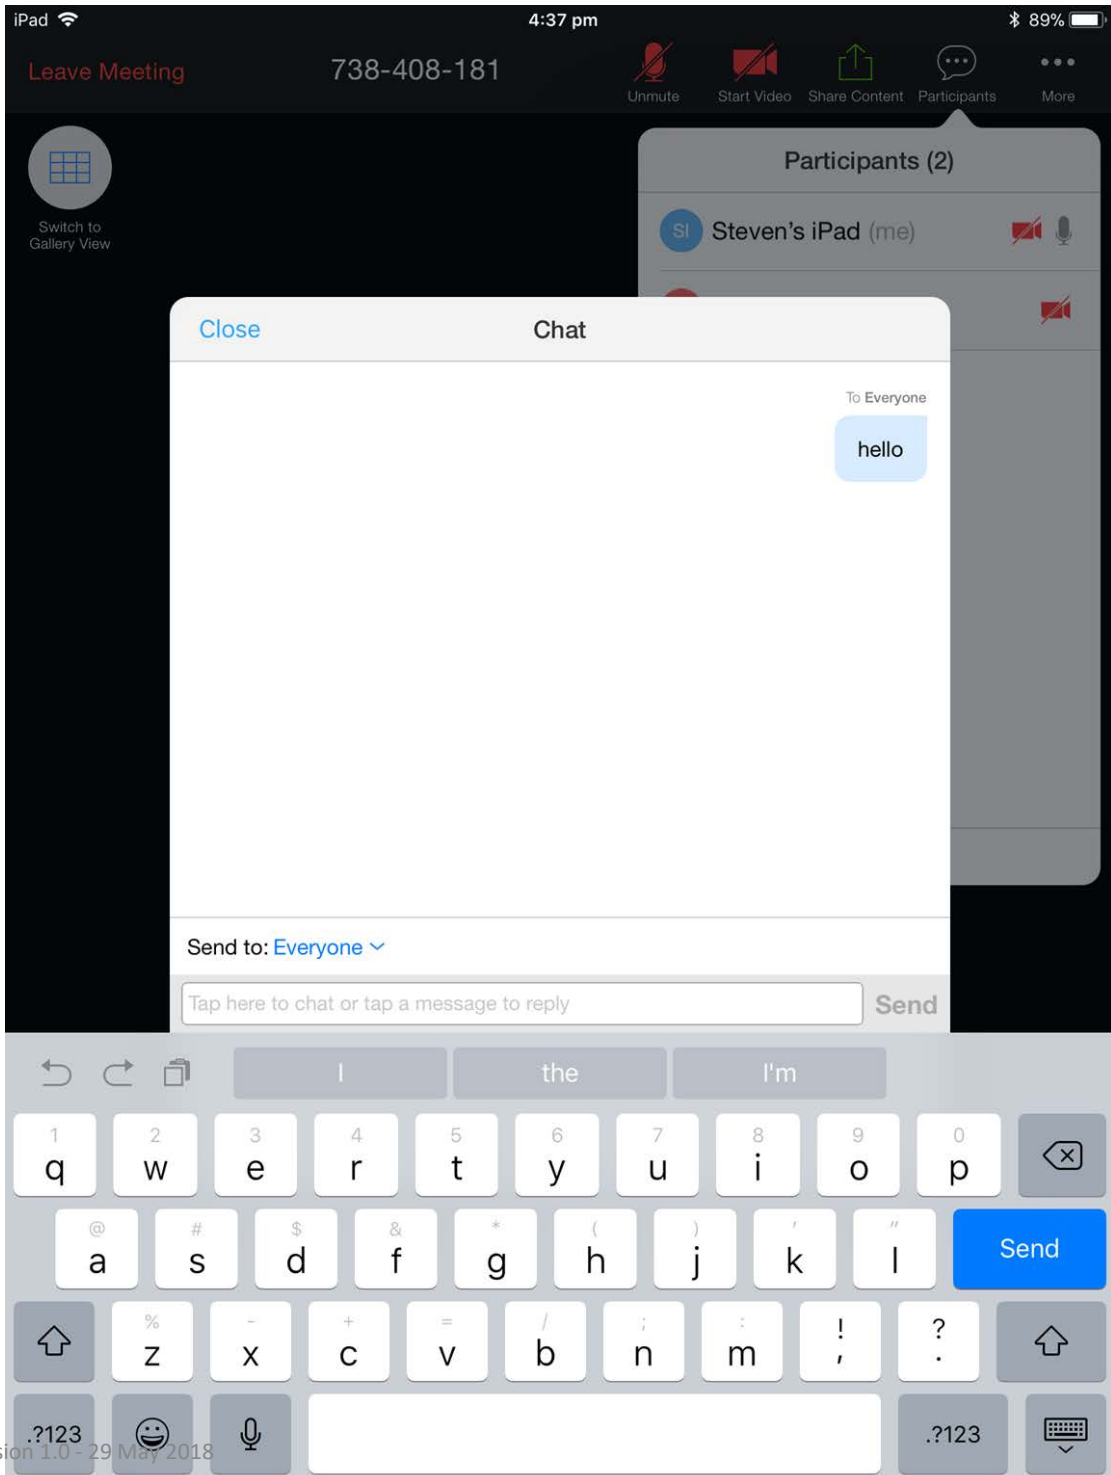 iPad 4:37 pm 89%
Leave Meeting 738-408-181
Unmute Start Video Share Content Participants More
Participants (2)
Switch to
Gallery View
SI Steven's iPad (me)
Close Chat
To Everyone
hello
Send to: Everyone
Tap here to chat or tap a message to reply Send
I the I'm
1 2 3 4 5 6 7 8 9 0
q w e r t y u i o p
@ # $ & * ( ) ' "
a s d f g h j k l Send
% - + = / ; : ! ?
z x c v b n m , .
.?123 .?123
sion 1.0 - 29 May 2018